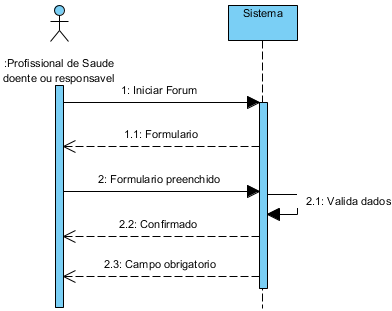 Sistema
:Profissional de Saude
doente ou responsavel
1: Iniciar Forum
1.1: Formulario
2: Formulario preenchido
2.1: Valida dados
2.2: Confirmado
2.3: Campo obrigatorio